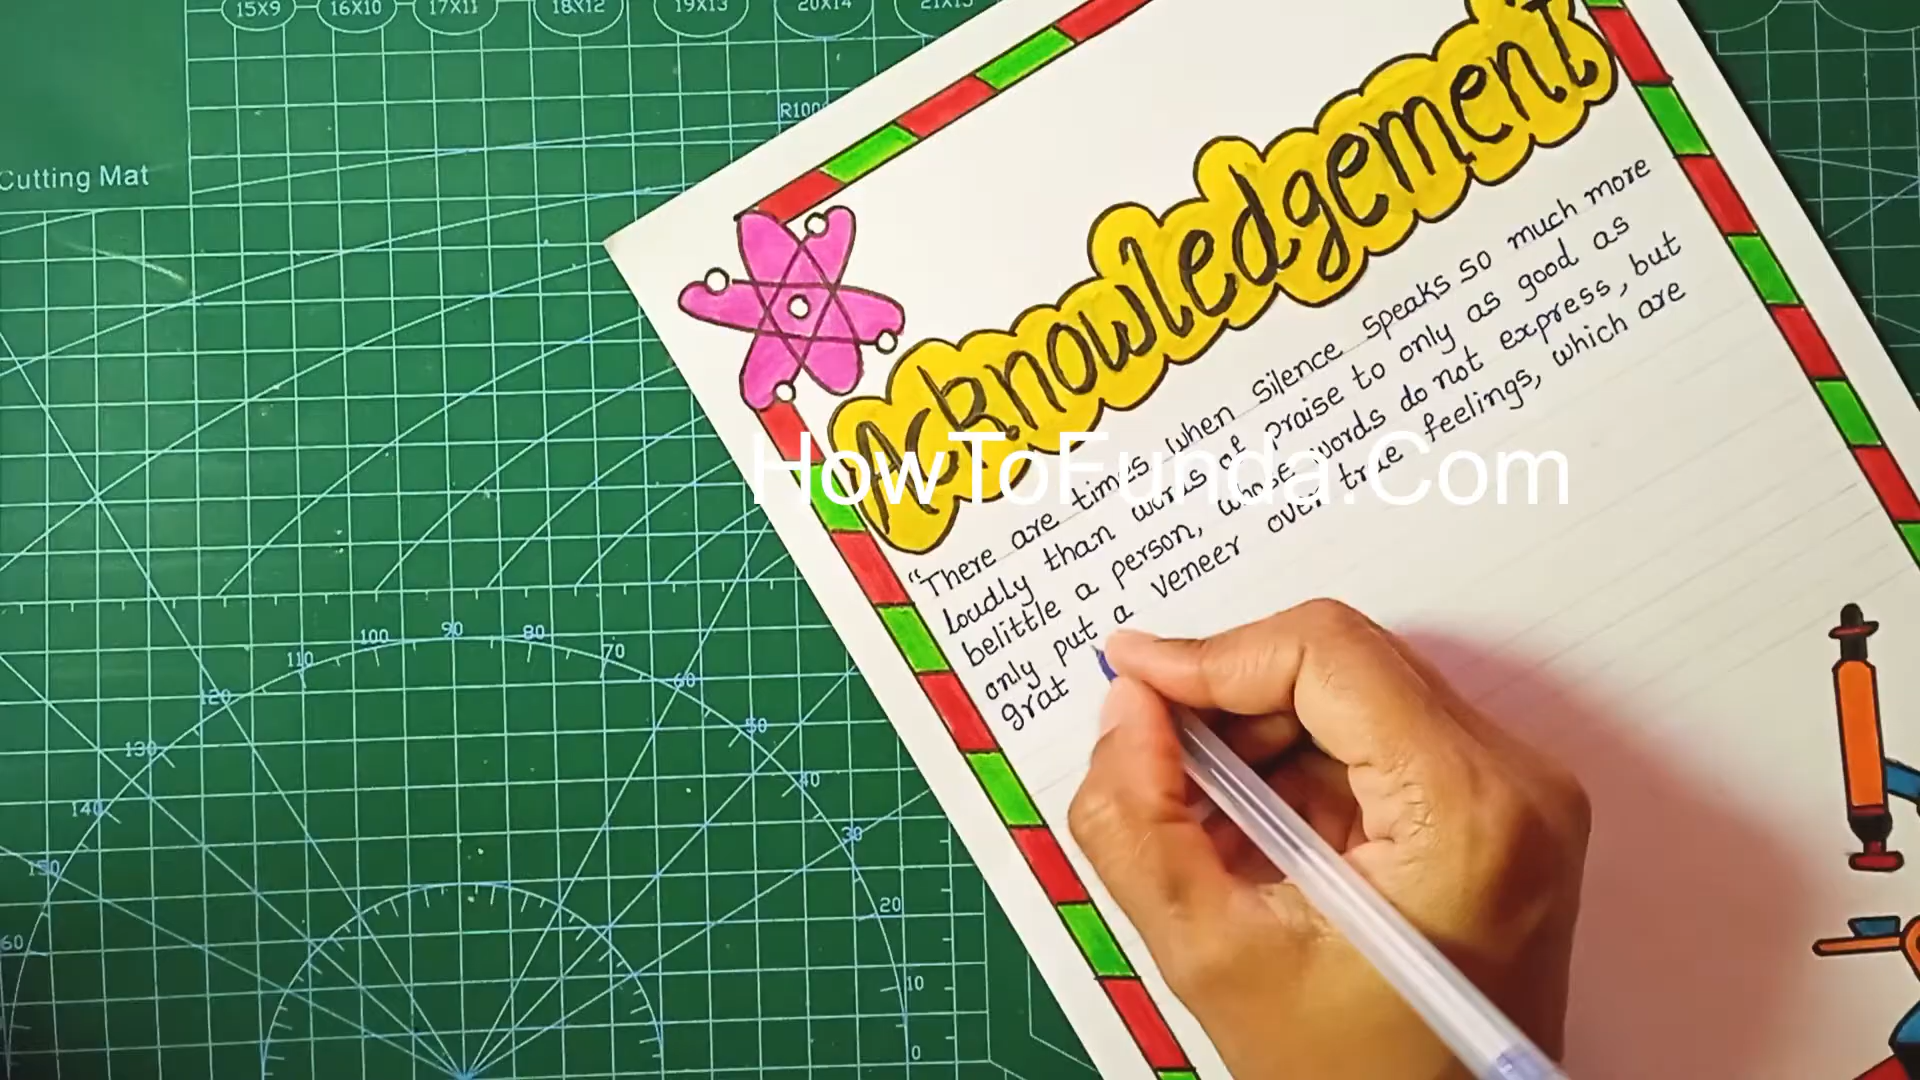 15X9 16X10 17X11 18X12 19X13 20X14 21X15
R100
Cutting Mat
Acknowledgement
"There are times when silence speaks so much more
loudly than words of praise to only as good as
belittle a person, whose words do not express, but
only put a veneer over true feelings, which are
grat
HowToFunda.Com
110 100 90 80 70
120 60
130 50
140 40
150 30
60 20
10
0